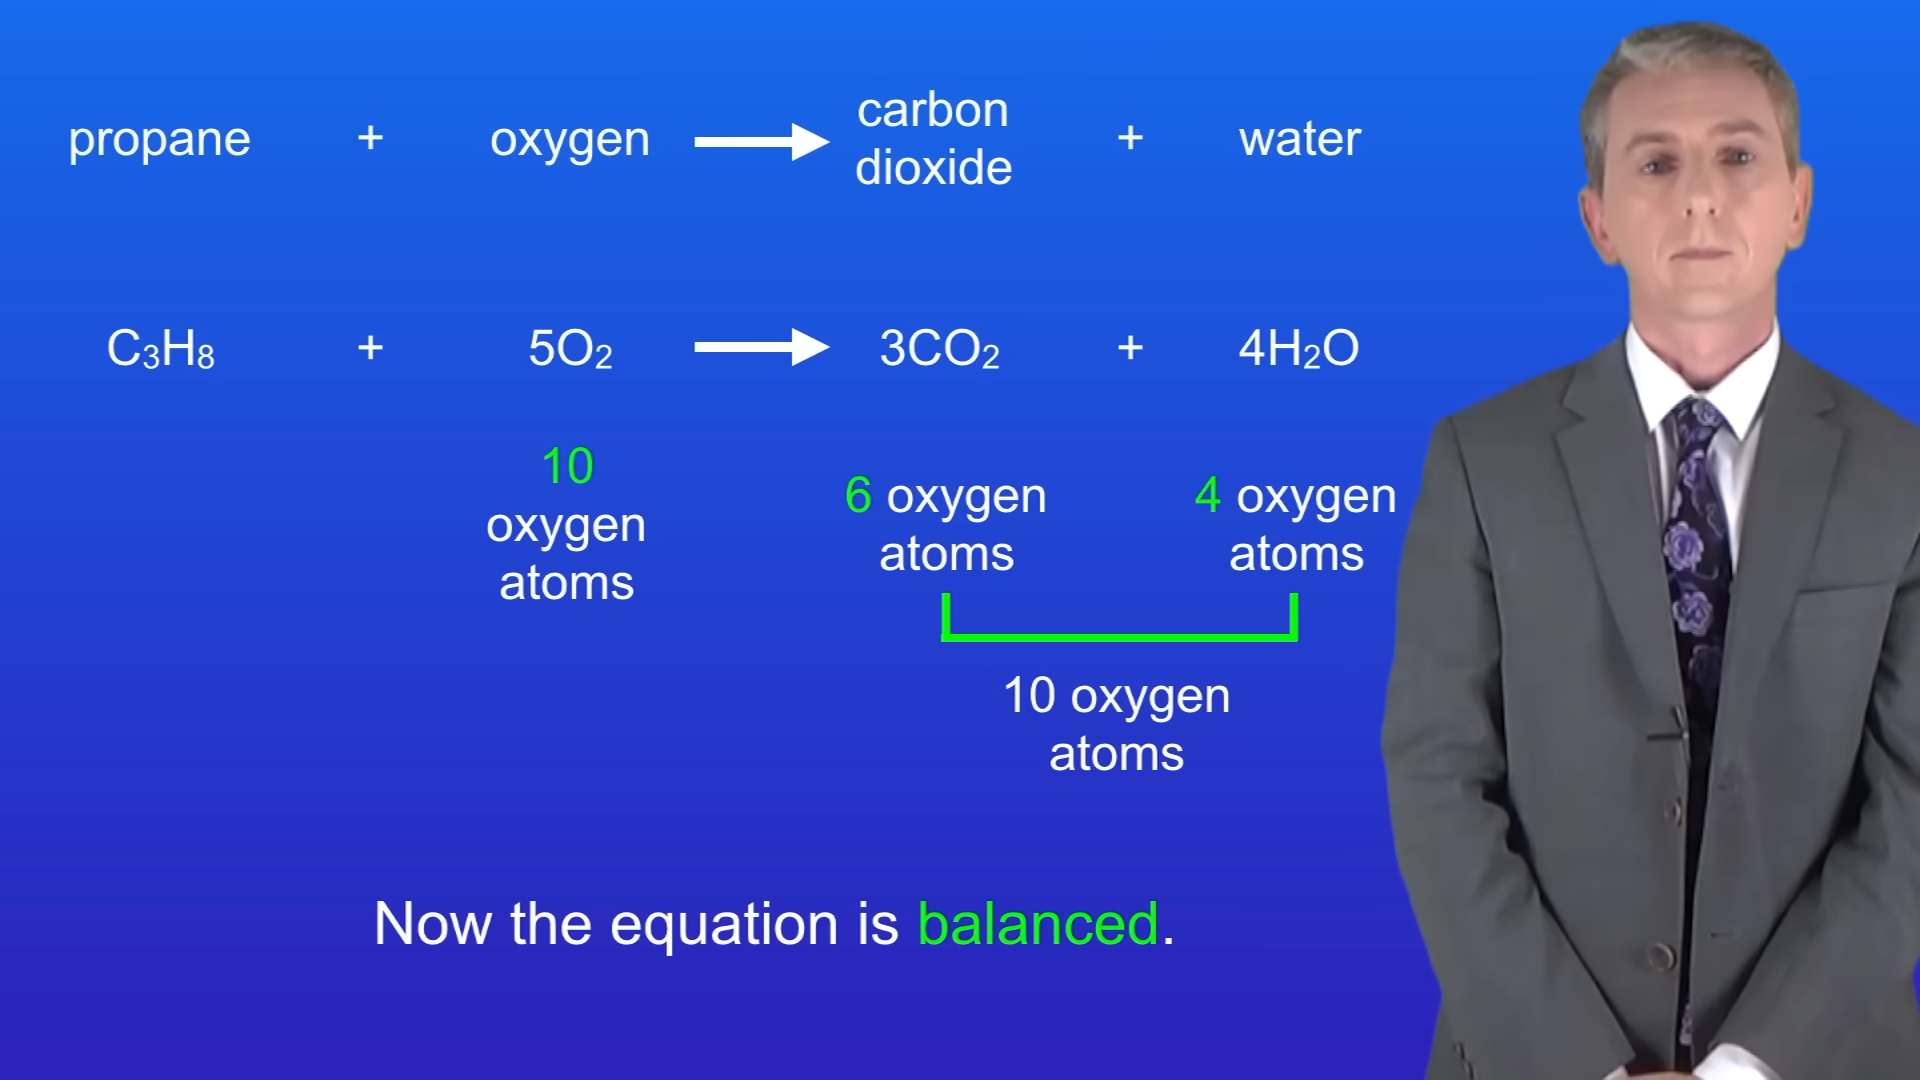 propane + oxygen → carbon dioxide + water
C₃H₈ + 5O₂ → 3CO₂ + 4H₂O
10 oxygen atoms
6 oxygen atoms
4 oxygen atoms
10 oxygen atoms
Now the equation is balanced.